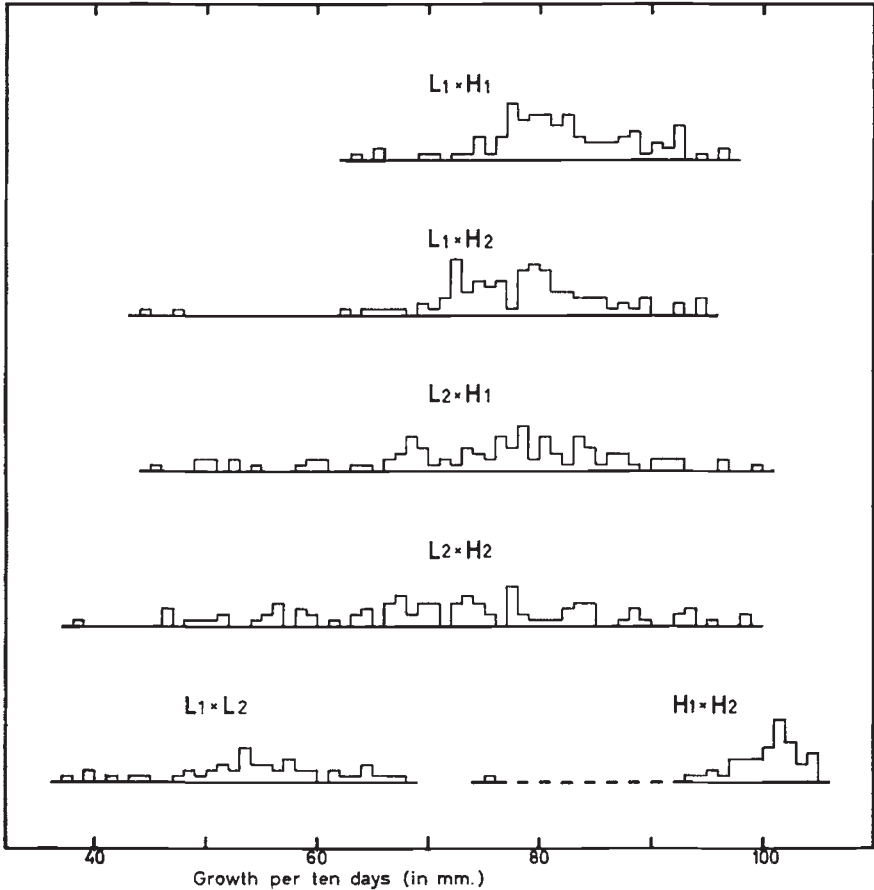 L1×H1
L1×H2
L2×H1
L2×H2
L1×L2 H1×H2
40 60 80 100
Growth per ten days (in mm.)